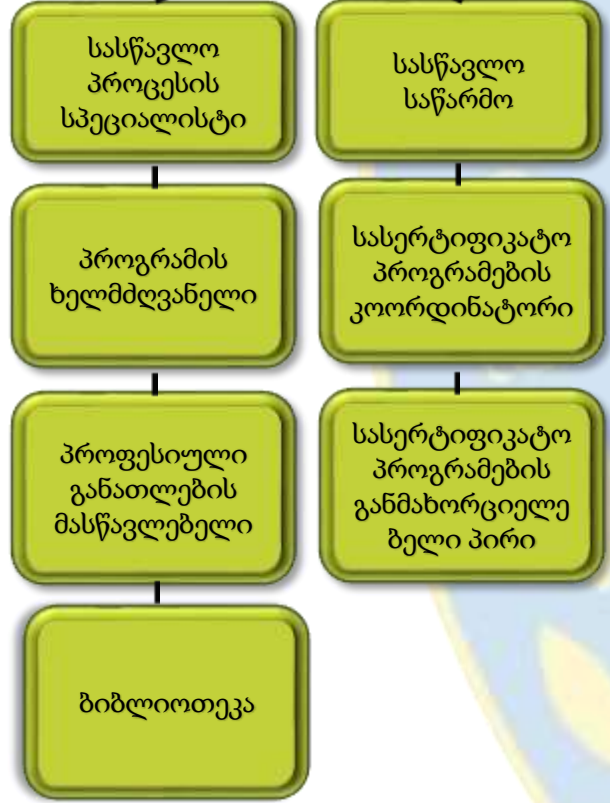 სასწავლო
პროცესის
სპეციალისტი
პროგრამის
ხელმძღვანელი
პროფესიული
განათლების
მასწავლებელი
ბიბლიოთეკა
სასწავლო
საწარმო
სასერტიფიკატო
პროგრამების
კოორდინატორი
სასერტიფიკატო
პროგრამების
განმახორციელე
ბელი პირი